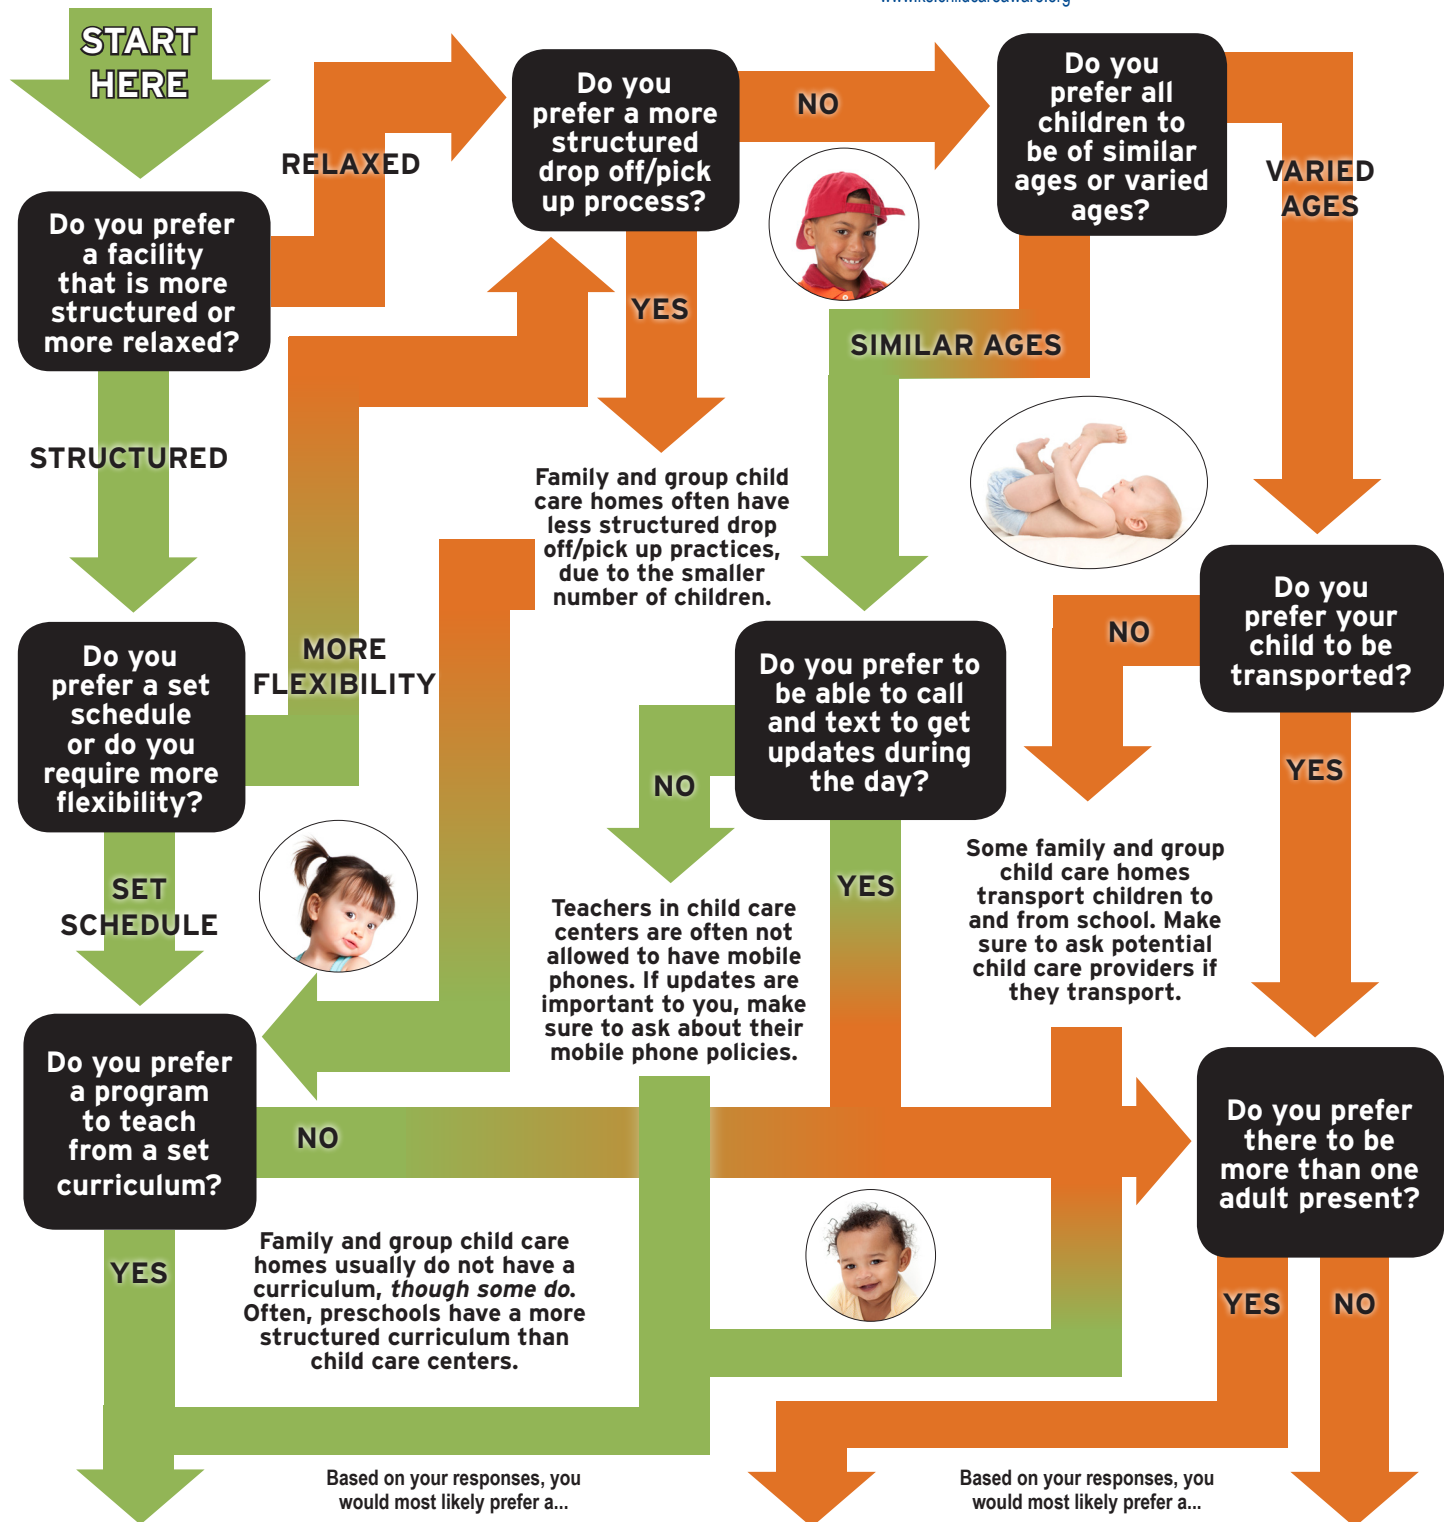 www.ks.childcareaware.org
START
HERE
RELAXED
Do you
prefer a more
structured
drop off/pick
up process?
NO
Do you
prefer all
children to
be of similar
ages or varied
ages?
VARIED
AGES
Do you prefer
a facility
that is more
structured or
more relaxed?
YES
SIMILAR AGES
STRUCTURED
Family and group child
care homes often have
less structured drop
off/pick up practices,
due to the smaller
number of children.
Do you
prefer your
child to be
transported?
NO
Do you
prefer a set
schedule
or do you
require more
flexibility?
MORE
FLEXIBILITY
Do you prefer to
be able to call
and text to get
updates during
the day?
NO
YES
YES
SET
SCHEDULE
Teachers in child care
centers are often not
allowed to have mobile
phones. If updates are
important to you, make
sure to ask about their
mobile phone policies.
Some family and group
child care homes
transport children to
and from school. Make
sure to ask potential
child care providers if
they transport.
Do you prefer
a program
to teach
from a set
curriculum?
NO
Do you prefer
there to be
more than one
adult present?
YES
Family and group child care
homes usually do not have a
curriculum, though some do.
Often, preschools have a more
structured curriculum than
child care centers.
YES
NO
Based on your responses, you
would most likely prefer a...
Based on your responses, you
would most likely prefer a...